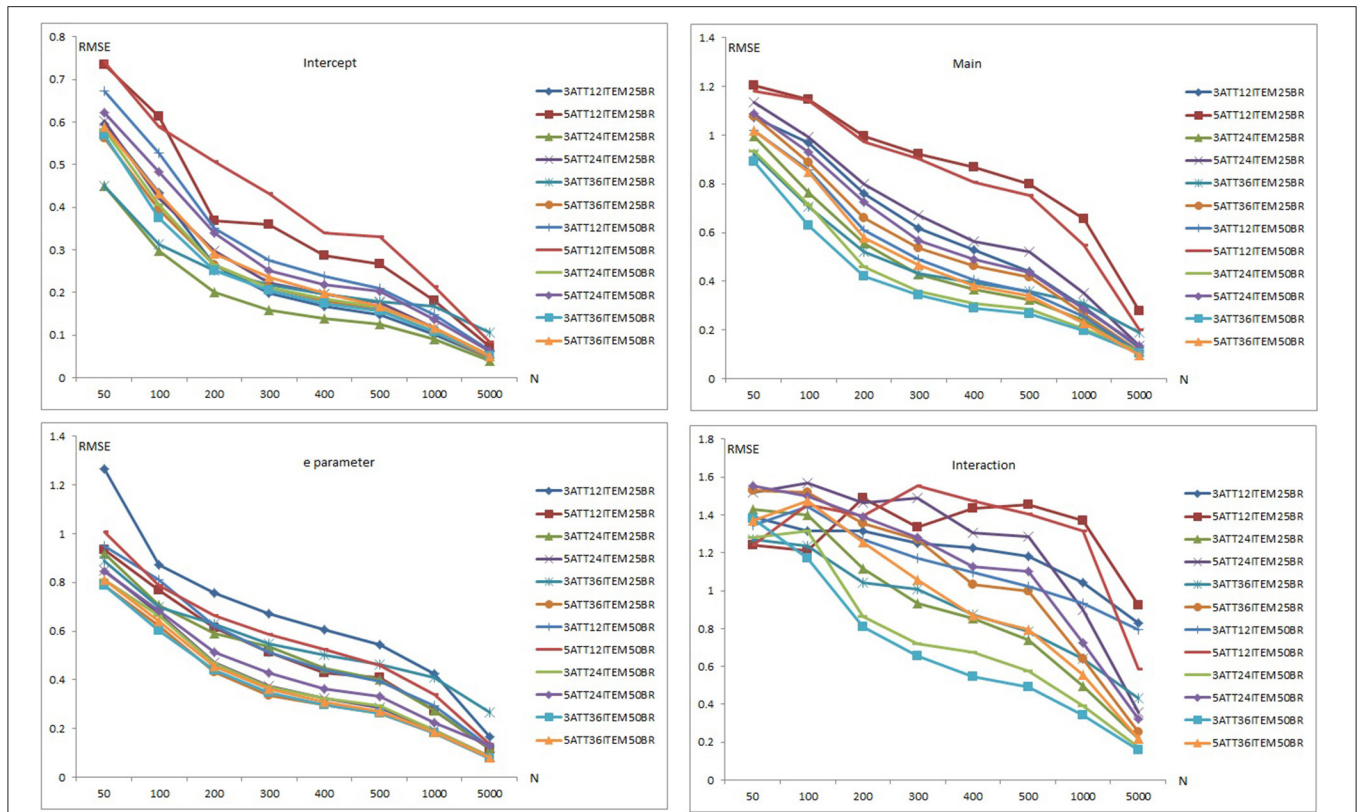 RMSE
Intercept
0.8
0.7
0.6
0.5
0.4
0.3
0.2
0.1
0
50 100 200 300 400 500 1000 5000
N
3ATT12ITEM25BR
5ATT12ITEM25BR
3ATT24ITEM25BR
5ATT24ITEM25BR
3ATT36ITEM25BR
5ATT36ITEM25BR
3ATT12ITEM50BR
5ATT12ITEM50BR
3ATT24ITEM50BR
5ATT24ITEM50BR
3ATT36ITEM50BR
5ATT36ITEM50BR
RMSE
Main
1.4
1.2
1
0.8
0.6
0.4
0.2
0
50 100 200 300 400 500 1000 5000
N
3ATT12ITEM25BR
5ATT12ITEM25BR
3ATT24ITEM25BR
5ATT24ITEM25BR
3ATT36ITEM25BR
5ATT36ITEM25BR
3ATT12ITEM50BR
5ATT12ITEM50BR
3ATT24ITEM50BR
5ATT24ITEM50BR
3ATT36ITEM50BR
5ATT36ITEM50BR
RMSE
e parameter
1.4
1.2
1
0.8
0.6
0.4
0.2
0
50 100 200 300 400 500 1000 5000
N
3ATT12ITEM25BR
5ATT12ITEM25BR
3ATT24ITEM25BR
5ATT24ITEM25BR
3ATT36ITEM25BR
5ATT36ITEM25BR
3ATT12ITEM50BR
5ATT12ITEM50BR
3ATT24ITEM50BR
5ATT24ITEM50BR
3ATT36ITEM50BR
5ATT36ITEM50BR
RMSE
Interaction
1.8
1.6
1.4
1.2
1
0.8
0.6
0.4
0.2
0
50 100 200 300 400 500 1000 5000
N
3ATT12ITEM25BR
5ATT12ITEM25BR
3ATT24ITEM25BR
5ATT24ITEM25BR
3ATT36ITEM25BR
5ATT36ITEM25BR
3ATT12ITEM50BR
5ATT12ITEM50BR
3ATT24ITEM50BR
5ATT24ITEM50BR
3ATT36ITEM50BR
5ATT36ITEM50BR